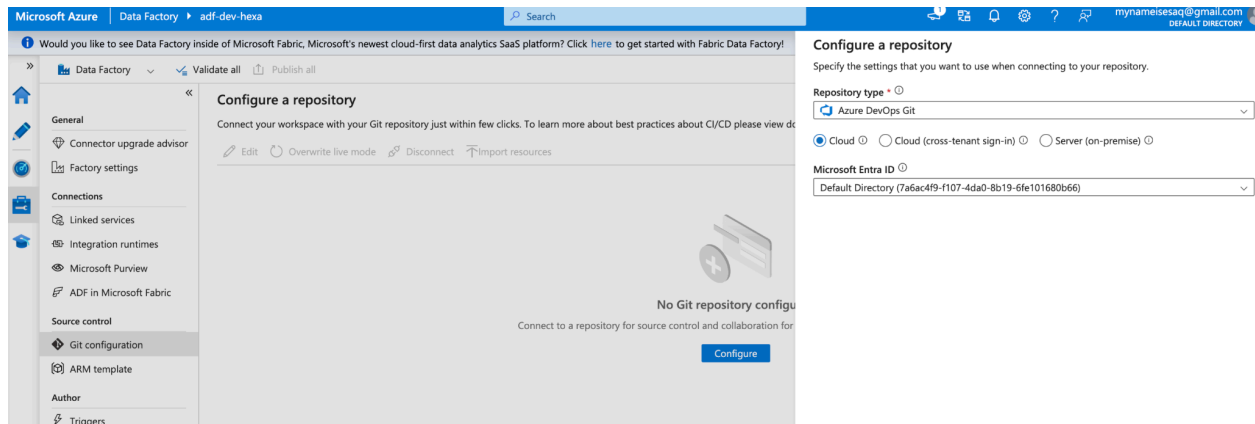 Microsoft Azure Data Factory adf-dev-hexa Search 1 mynameisesaq@gmail.com
DEFAULT DIRECTORY
Would you like to see Data Factory inside of Microsoft Fabric, Microsoft's newest cloud-first data analytics SaaS platform? Click here to get started with Fabric Data Factory!
Data Factory Validate all Publish all
General
Connector upgrade advisor
Factory settings
Connections
Linked services
Integration runtimes
Microsoft Purview
ADF in Microsoft Fabric
Source control
Git configuration
ARM template
Author
Triggers
Configure a repository
Connect your workspace with your Git repository just within few clicks. To learn more about best practices about CI/CD please view do
Edit Overwrite live mode Disconnect Import resources
No Git repository configu
Connect to a repository for source control and collaboration for
Configure
Configure a repository
Specify the settings that you want to use when connecting to your repository.
Repository type *
Azure DevOps Git
Cloud Cloud (cross-tenant sign-in) Server (on-premise)
Microsoft Entra ID
Default Directory (7a6ac4f9-f107-4da0-8b19-6fe101680b66)